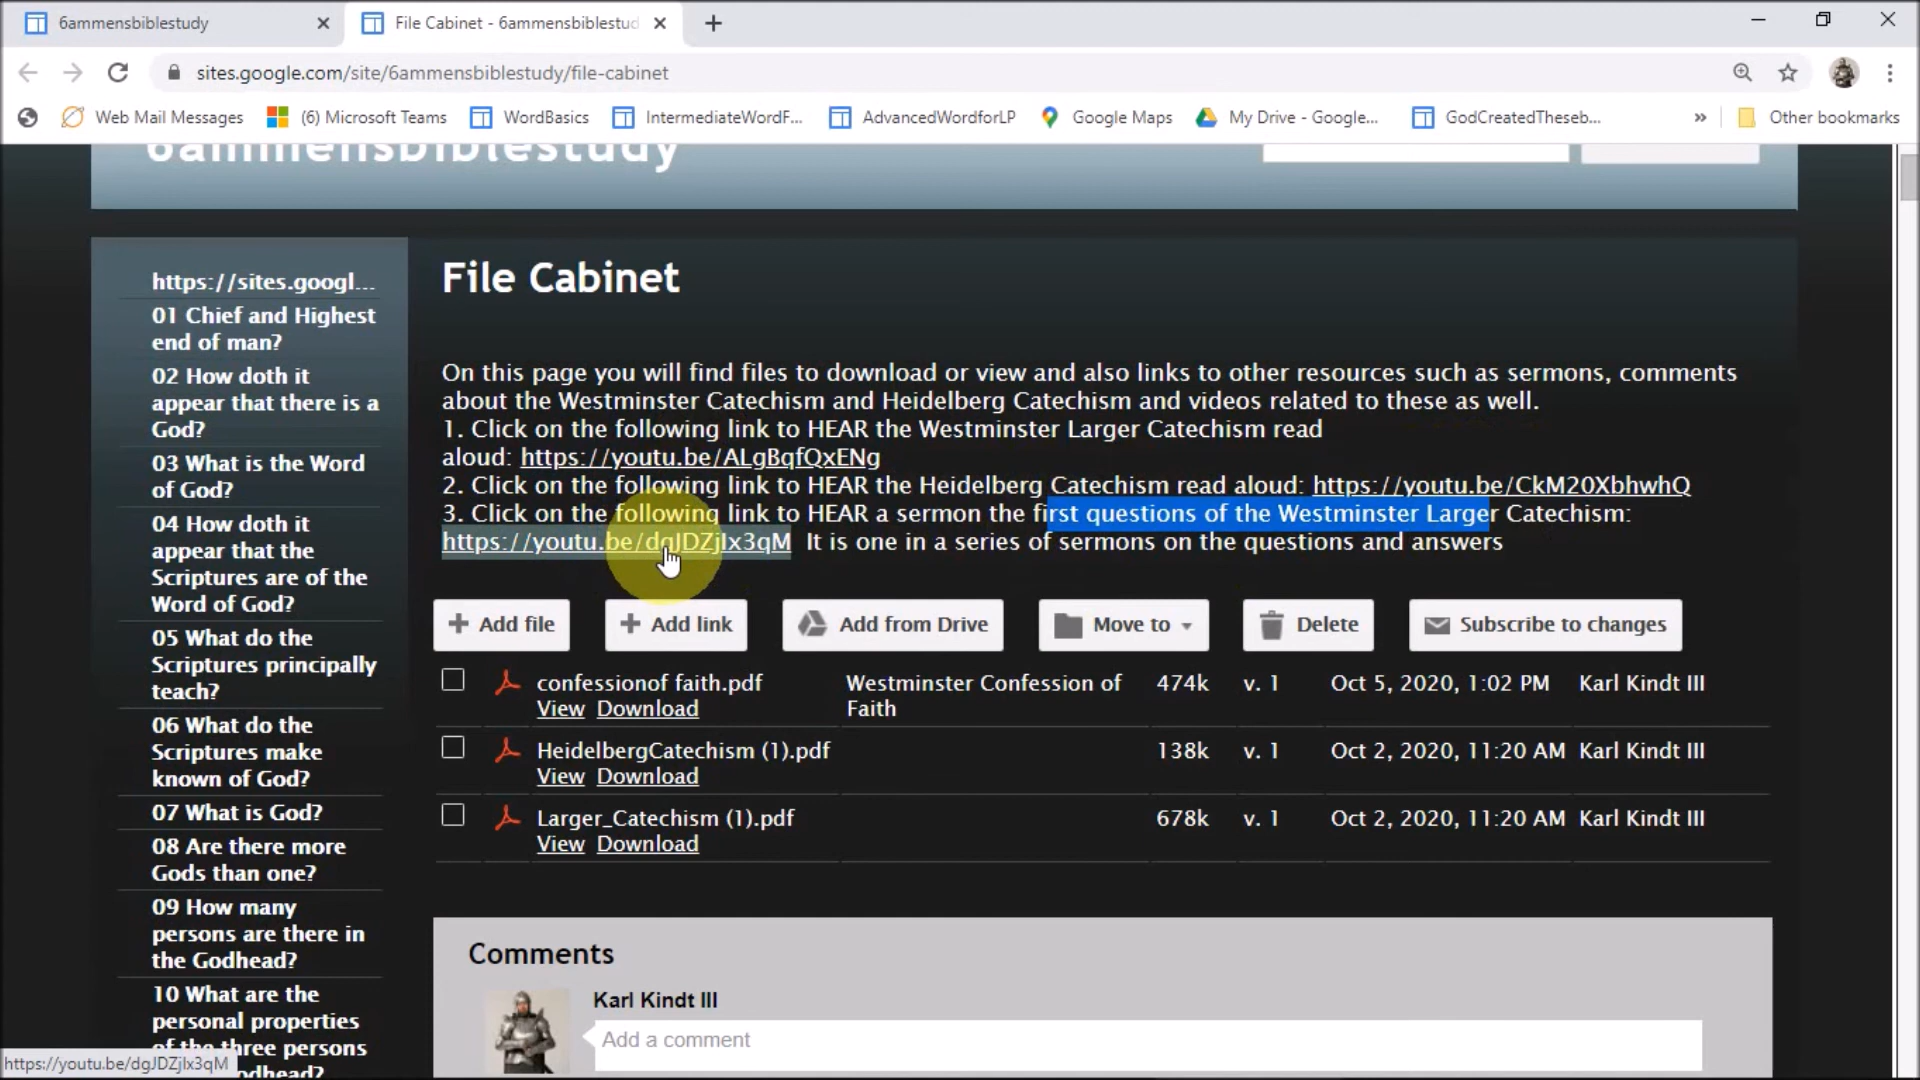 6ammensbiblestudy
File Cabinet - 6ammensbiblestud
sites.google.com/site/6ammensbiblestudy/file-cabinet
Web Mail Messages
(6) Microsoft Teams
WordBasics
IntermediateWordF...
AdvancedWordforLP
Google Maps
My Drive - Google...
GodCreatedTheseb...
»
Other bookmarks
6ammensbiblestudy
https://sites.googl...
01 Chief and Highest
end of man?
02 How doth it
appear that there is a
God?
03 What is the Word
of God?
04 How doth it
appear that the
Scriptures are of the
Word of God?
05 What do the
Scriptures principally
teach?
06 What do the
Scriptures make
known of God?
07 What is God?
08 Are there more
Gods than one?
09 How many
persons are there in
the Godhead?
10 What are the
personal properties
of the three persons
odhead?
File Cabinet
On this page you will find files to download or view and also links to other resources such as sermons, comments
about the Westminster Catechism and Heidelberg Catechism and videos related to these as well.
1. Click on the following link to HEAR the Westminster Larger Catechism read
aloud: https://youtu.be/ALgBqfQxENg
2. Click on the following link to HEAR the Heidelberg Catechism read aloud: https://youtu.be/CkM20XbhwhQ
3. Click on the following link to HEAR a sermon the first questions of the Westminster Larger Catechism:
https://youtu.be/dgJDZjIx3qM It is one in a series of sermons on the questions and answers
Add file
Add link
Add from Drive
Move to
Delete
Subscribe to changes
confessionof faith.pdf
View Download
Westminster Confession of
Faith
474k
v. 1
Oct 5, 2020, 1:02 PM
Karl Kindt III
HeidelbergCatechism (1).pdf
View Download
138k
v. 1
Oct 2, 2020, 11:20 AM
Karl Kindt III
Larger_Catechism (1).pdf
View Download
678k
v. 1
Oct 2, 2020, 11:20 AM
Karl Kindt III
Comments
Karl Kindt III
Add a comment
https://youtu.be/dgJDZjIx3qM